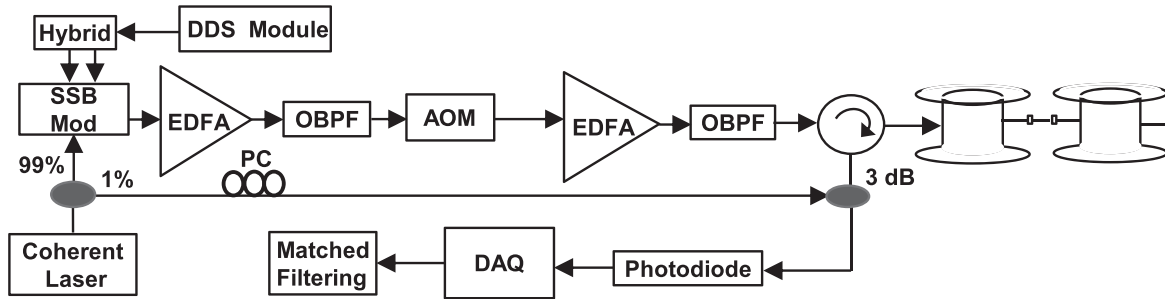 Hybrid
DDS Module
SSB
Mod
EDFA
OBPF
AOM
EDFA
OBPF
99%
1%
PC
3 dB
Coherent
Laser
Matched
Filtering
DAQ
Photodiode